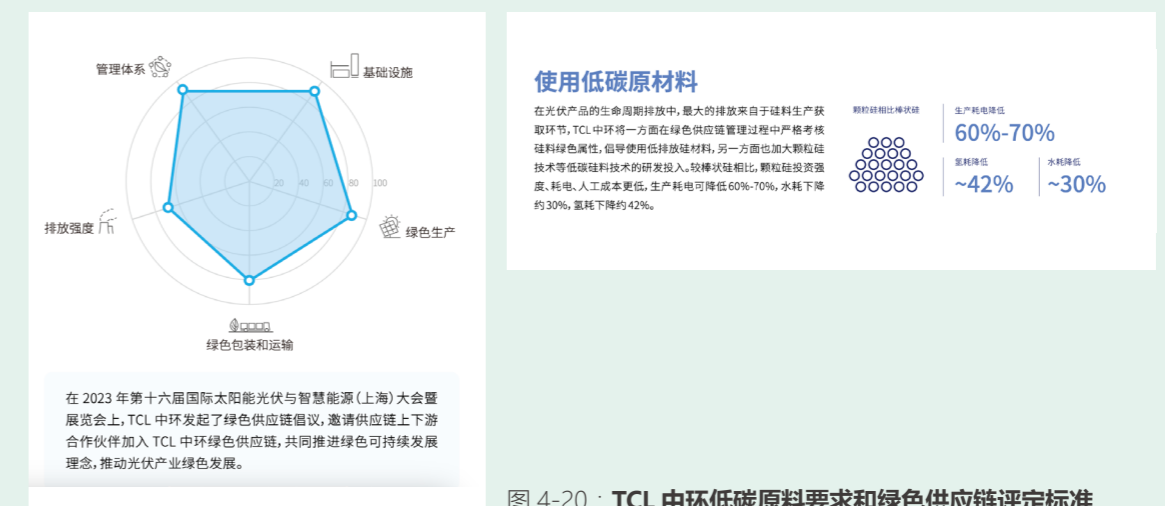 管理体系
基础设施
20 40 60 80 100
排放强度
绿色生产
绿色包装和运输
在 2023 年第十六届国际太阳能光伏与智慧能源（上海）大会暨
展览会上，TCL 中环发起了绿色供应链倡议，邀请供应链上下游
合作伙伴加入 TCL 中环绿色供应链，共同推进绿色可持续发展
理念，推动光伏产业绿色发展。
使用低碳原材料
在光伏产品的生命周期排放中，最大的排放来自于硅料生产获
取环节，TCL中环将一方面在绿色供应链管理过程中严格考核
硅料绿色属性，倡导使用低排放硅材料，另一方面也加大颗粒硅
技术等低碳硅料技术的研发投入。较棒状硅相比，颗粒硅投资强
度、耗电、人工成本更低，生产耗电可降低60%-70%，水耗下降
约30%，氢耗下降约42%。
颗粒硅相比棒状硅
生产耗电降低
60%-70%
氢耗降低
~42%
水耗降低
~30%
图 4-20：TCL 中环低碳原料要求和绿色供应链评定标准